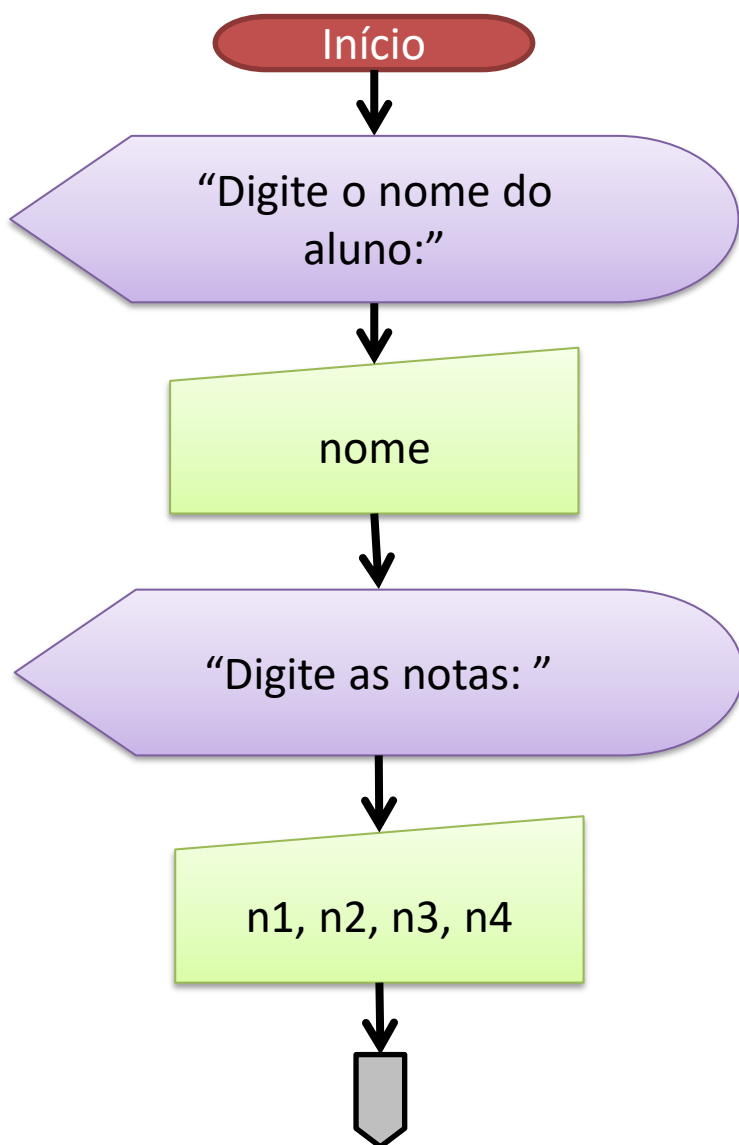 Início
“Digite o nome do
aluno:”
nome
“Digite as notas: ”
n1, n2, n3, n4